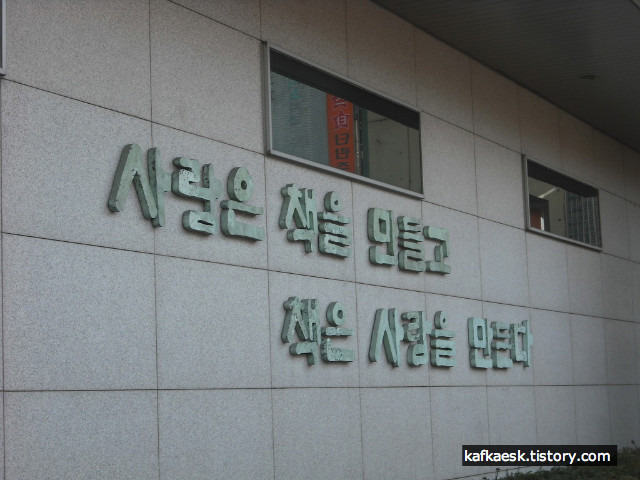 사람은 책을 만들고
책은 사람을 만든다
kafkaesk.tistory.com